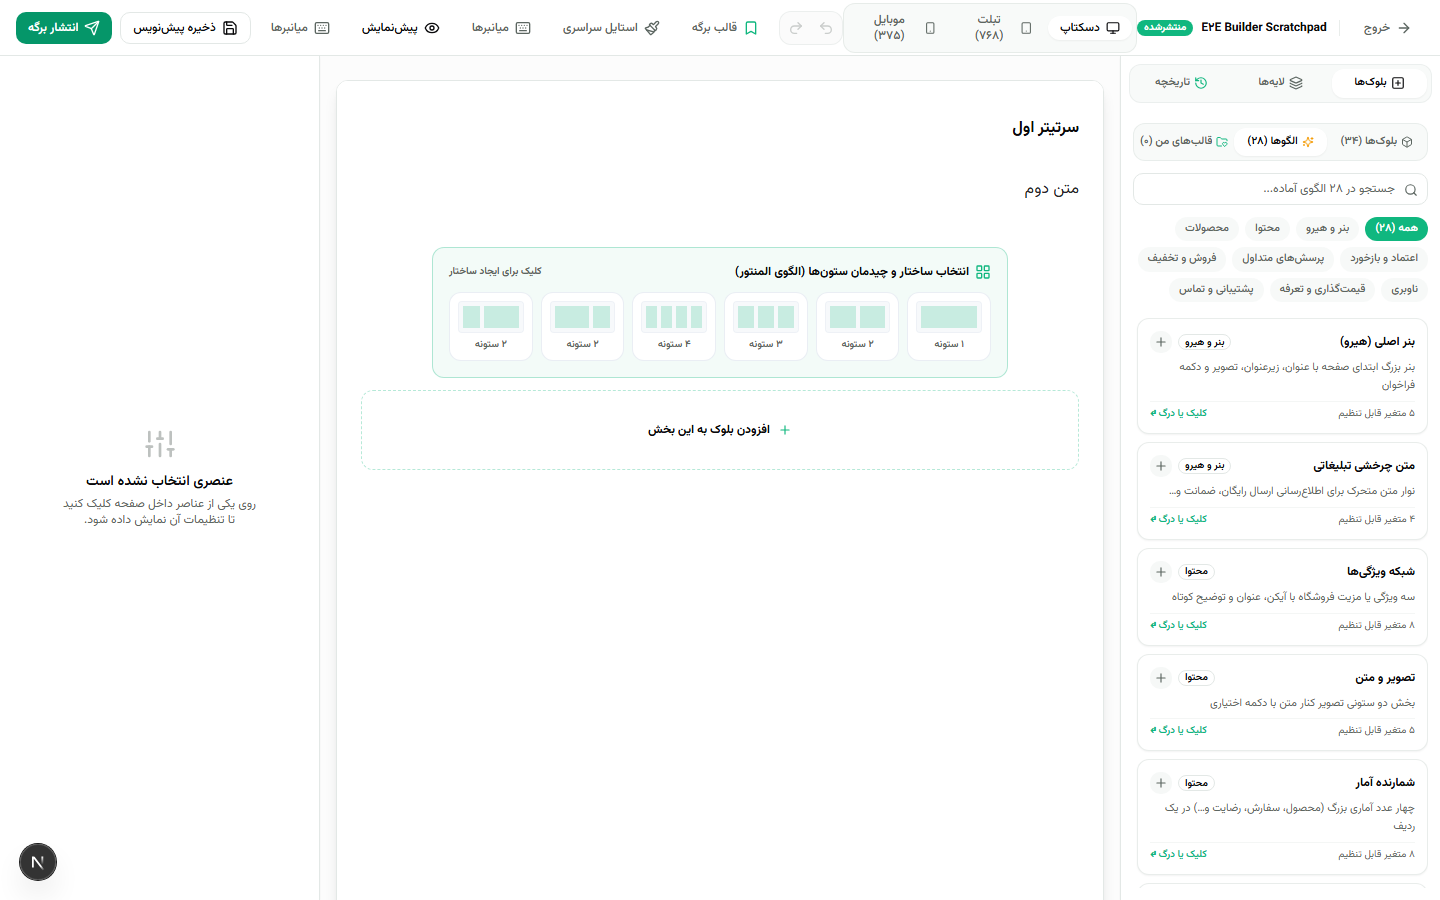 خروج
E2E Builder Scratchpad
منتشرشده
دسکتاپ
تبلت (۷۶۸)
موبایل (۳۷۵)
قالب برگه
استایل سراسری
میانبرها
پیش‌نمایش
میانبرها
ذخیره پیش‌نویس
انتشار برگه
بلوک‌ها
لایه‌ها
تاریخچه
بلوک‌ها (۳۴)
الگوها (۲۸)
قالب‌های من (۰)
جستجو در ۲۸ الگوی آماده...
همه (۲۸)
بنر و هیرو
محتوا
محصولات
اعتماد و بازخورد
پرسش‌های متداول
فروش و تخفیف
ناوبری
قیمت‌گذاری و تعرفه
پشتیبانی و تماس
بنر اصلی (هیرو)
بنر و هیرو
بنر بزرگ ابتدای صفحه با عنوان، زیرعنوان، تصویر و دکمه
فراخوان
۵ متغیر قابل تنظیم
کلیک یا درگ
متن چرخشی تبلیغاتی
بنر و هیرو
نوار متن متحرک برای اطلاع‌رسانی ارسال رایگان، ضمانت و...
۴ متغیر قابل تنظیم
کلیک یا درگ
شبکه ویژگی‌ها
محتوا
سه ویژگی یا مزیت فروشگاه با آیکن، عنوان و توضیح کوتاه
۸ متغیر قابل تنظیم
کلیک یا درگ
تصویر و متن
محتوا
بخش دو ستونی تصویر کنار متن با دکمه اختیاری
۵ متغیر قابل تنظیم
کلیک یا درگ
شمارنده آمار
محتوا
چهار عدد آماری بزرگ (محصول، سفارش، رضایت و...) در یک
ردیف
۸ متغیر قابل تنظیم
کلیک یا درگ
سرتیتر اول
متن دوم
انتخاب ساختار و چیدمان ستون‌ها (الگوی المنتور)
کلیک برای ایجاد ساختار
۱ ستونه
۲ ستونه
۳ ستونه
۴ ستونه
۲ ستونه
۲ ستونه
افزودن بلوک به این بخش
عنصری انتخاب نشده است
روی یکی از عناصر داخل صفحه کلیک کنید
تا تنظیمات آن نمایش داده شود.
N